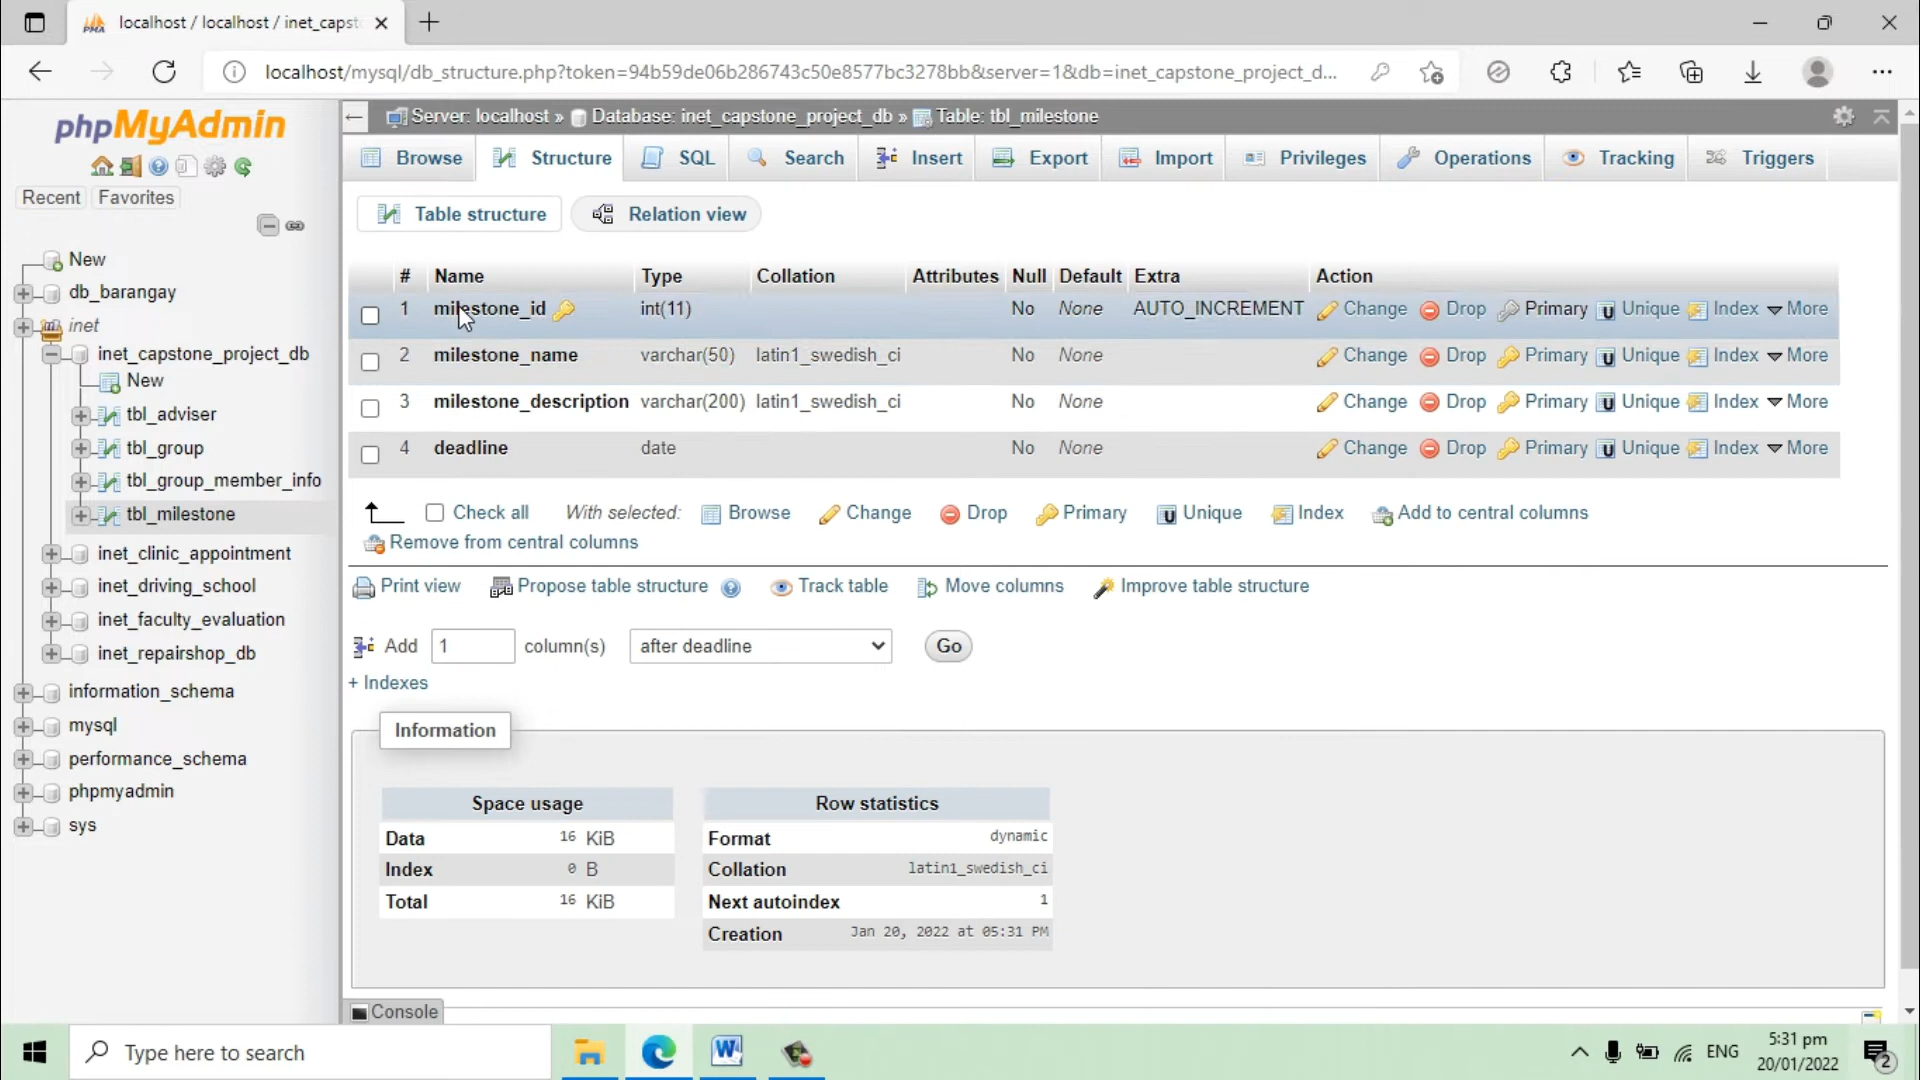 localhost / localhost / inet_capst
localhost/mysql/db_structure.php?token=94b59de06b286743c50e8577bc3278bb&server=1&db=inet_capstone_project_d...
phpMyAdmin
Recent Favorites
New
db_barangay
inet
inet_capstone_project_db
New
tbl_adviser
tbl_group
tbl_group_member_info
tbl_milestone
inet_clinic_appointment
inet_driving_school
inet_faculty_evaluation
inet_repairshop_db
information_schema
mysql
performance_schema
phpmyadmin
sys
Server: localhost » Database: inet_capstone_project_db » Table: tbl_milestone
Browse Structure SQL Search Insert Export Import Privileges Operations Tracking Triggers
Table structure Relation view
# Name Type Collation Attributes Null Default Extra Action
1 milestone_id int(11) No None AUTO_INCREMENT Change Drop Primary Unique Index More
2 milestone_name varchar(50) latin1_swedish_ci No None Change Drop Primary Unique Index More
3 milestone_description varchar(200) latin1_swedish_ci No None Change Drop Primary Unique Index More
4 deadline date No None Change Drop Primary Unique Index More
Check all With selected: Browse Change Drop Primary Unique Index Add to central columns
Remove from central columns
Print view Propose table structure Track table Move columns Improve table structure
Add 1 column(s) after deadline Go
+ Indexes
Information
Space usage
Data 16 KiB
Index 0 B
Total 16 KiB
Row statistics
Format dynamic
Collation latin1_swedish_ci
Next autoindex 1
Creation Jan 20, 2022 at 05:31 PM
Console
Type here to search
ENG
5:31 pm
20/01/2022
2